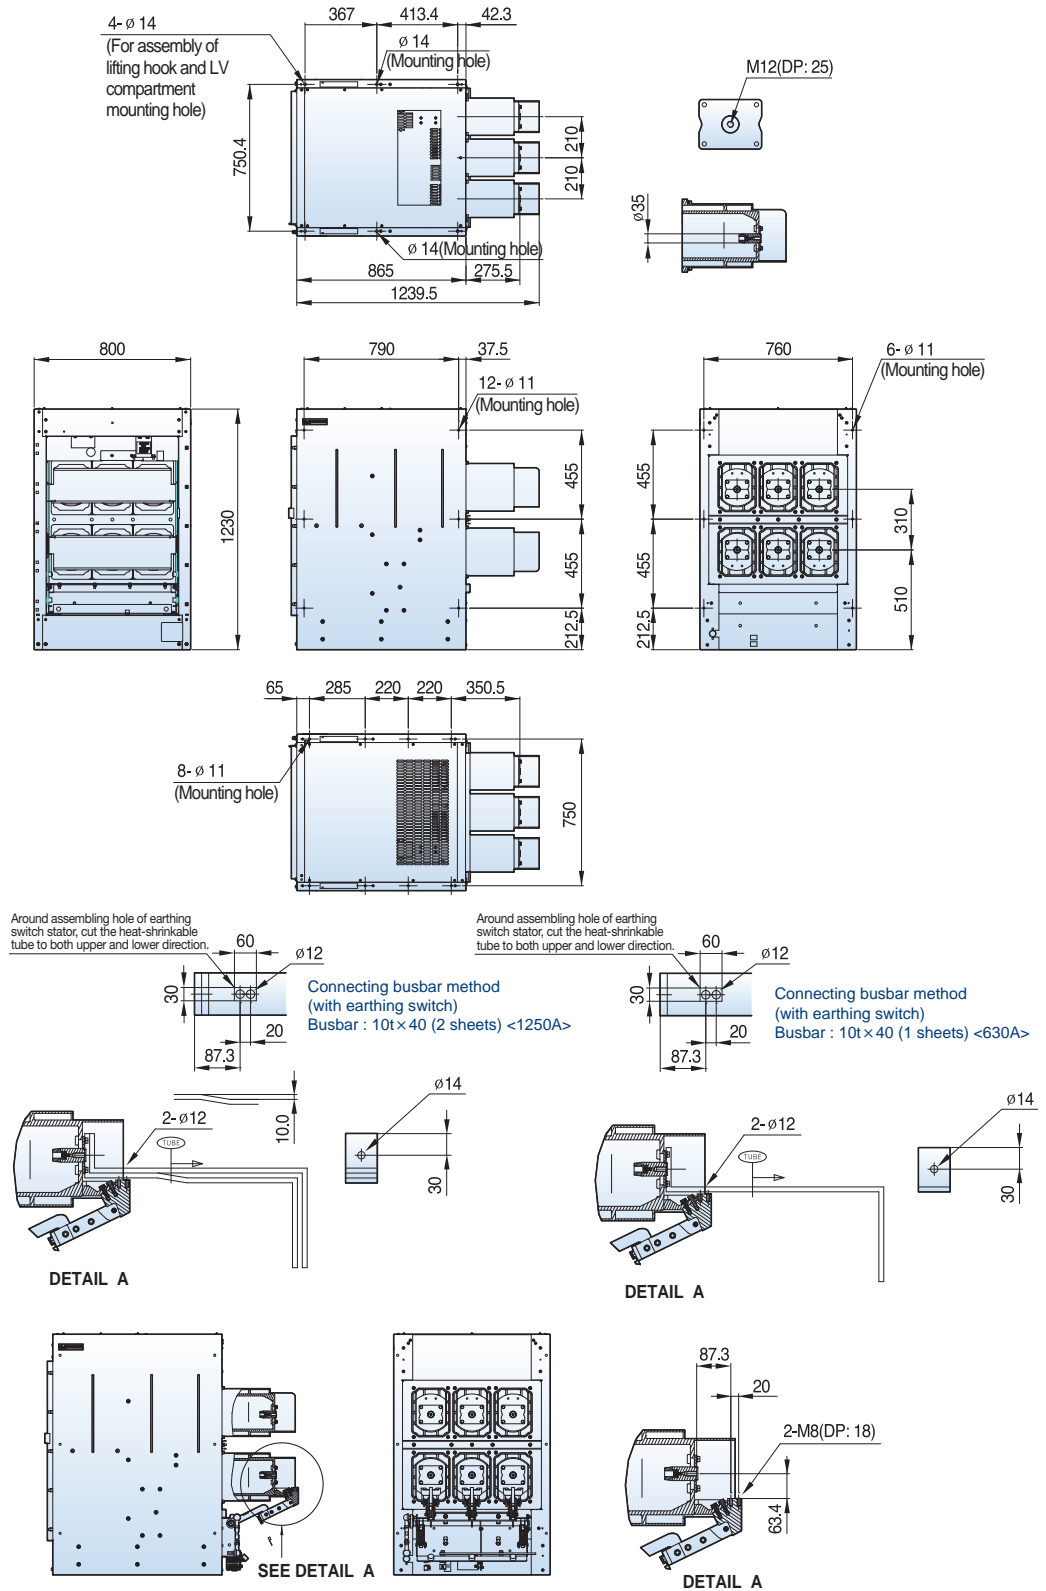 367
413.4
42.3
4- ø 14
(For assembly of
lifting hook and LV
compartment
mounting hole)
ø 14
(Mounting hole)
M12(DP: 25)
750.4
210
210
ø35
ø 14(Mounting hole)
865
275.5
1239.5
800
790
37.5
760
6- ø 11
(Mounting hole)
12- ø 11
(Mounting hole)
1230
455
455
212.5
455
455
212.5
310
510
65
285
220
220
350.5
8- ø 11
(Mounting hole)
750
Around assembling hole of earthing
switch stator, cut the heat-shrinkable
tube to both upper and lower direction.
60
ø12
30
20
87.3
Connecting busbar method
(with earthing switch)
Busbar : 10t×40 (2 sheets) <1250A>
Around assembling hole of earthing
switch stator, cut the heat-shrinkable
tube to both upper and lower direction.
60
ø12
30
20
87.3
Connecting busbar method
(with earthing switch)
Busbar : 10t×40 (1 sheets) <630A>
10.0
2- ø12
TUBE
ø14
30
DETAIL A
2- ø12
TUBE
ø14
30
DETAIL A
SEE DETAIL A
87.3
20
2-M8(DP: 18)
63.4
DETAIL A